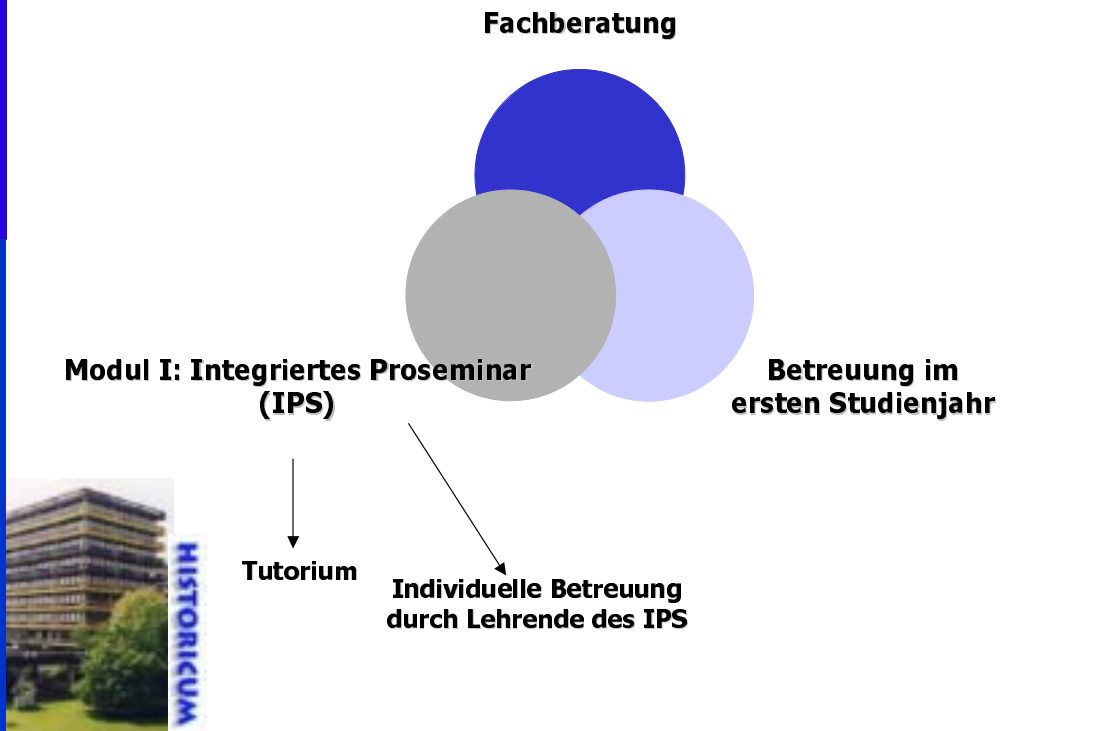 Fachberatung
Modul I: Integriertes Proseminar
(IPS)
Betreuung im
ersten Studienjahr
Tutorium
Individuelle Betreuung
durch Lehrende des IPS
HISTORICUM